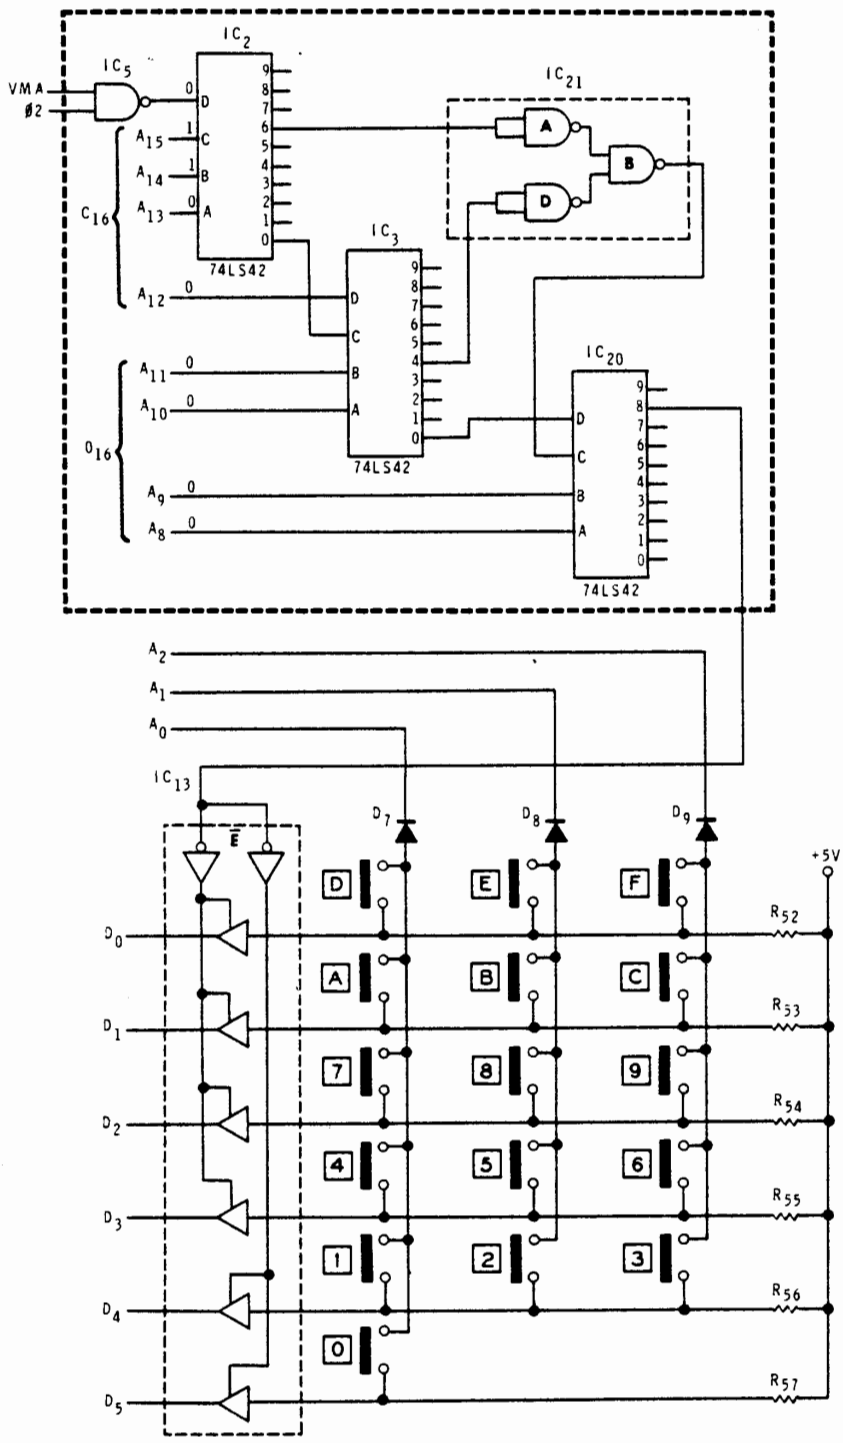 IC2
IC5
VMA
Ø2
0
D
9
8
7
6
5
4
3
2
1
0
A15
1
C
A14
1
B
A13
0
A
C16
74LS42
IC21
A
B
D
IC3
A12
0
D
C
A11
0
B
A10
0
A
9
8
7
6
5
4
3
2
1
0
74LS42
016
A9
0
A8
0
IC20
D
C
B
A
9
8
7
6
5
4
3
2
1
0
74LS42
A2
A1
A0
IC13
E
D7
D8
D9
+5V
D
E
F
D0
R52
A
B
C
D1
R53
7
8
9
D2
R54
4
5
6
D3
R55
1
2
3
D4
R56
0
D5
R57